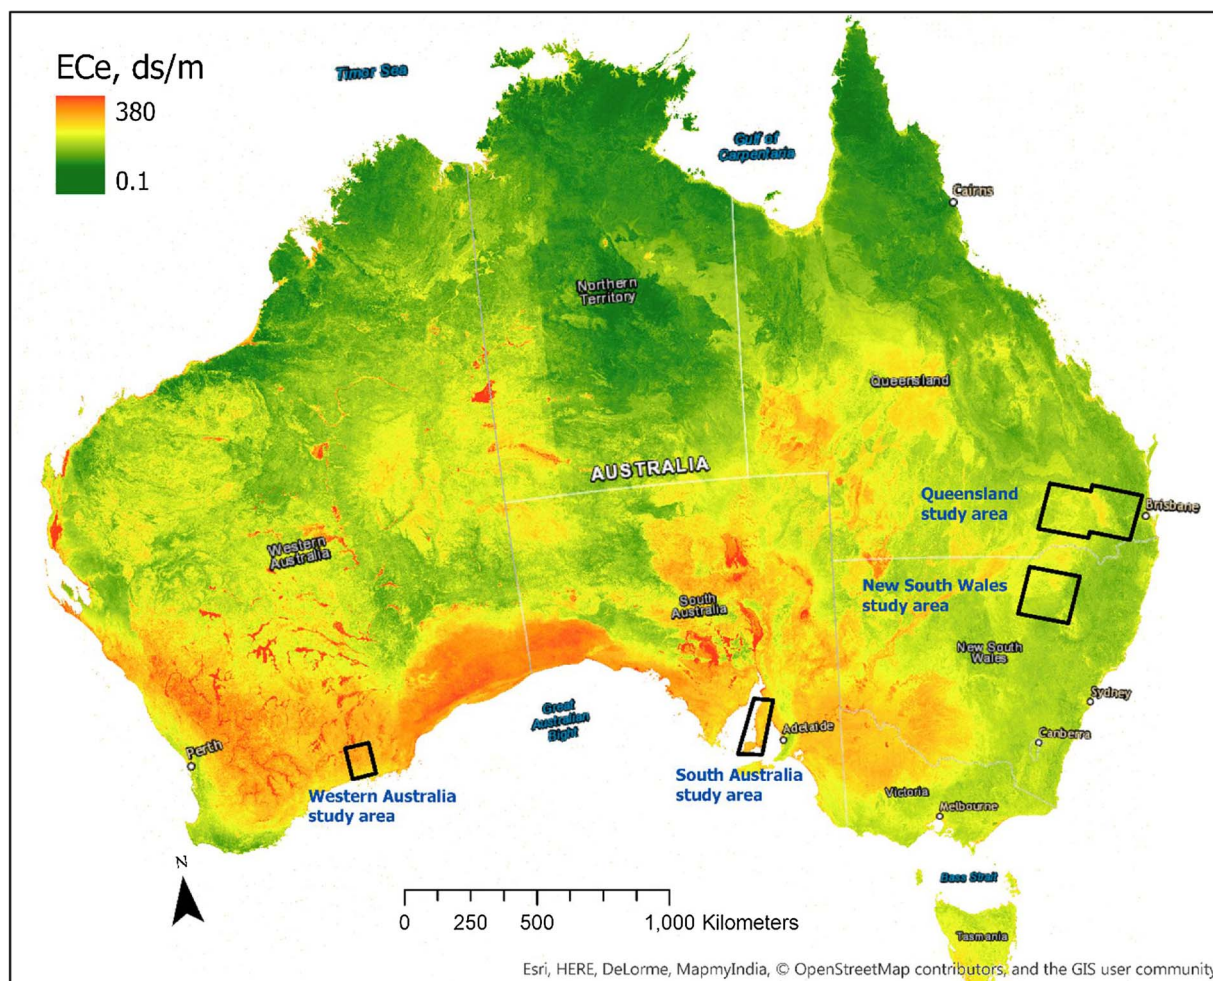 ECe, ds/m
380
0.1
Timor Sea
Gulf of
Carpentaria
Cairns
Northern
Territory
Queensland
AUSTRALIA
Queensland
study area
Brisbane
Western
Australia
New South Wales
study area
South
Australia
New South
Wales
Sydney
Great
Australian
Bight
Perth
Adelaide
Canberra
Western Australia
study area
South Australia
study area
Victoria
Melbourne
N
Bass Strait
0 250 500 1,000 Kilometers
Tasmania
Esri, HERE, DeLorme, MapmyIndia, © OpenStreetMap contributors, and the GIS user community